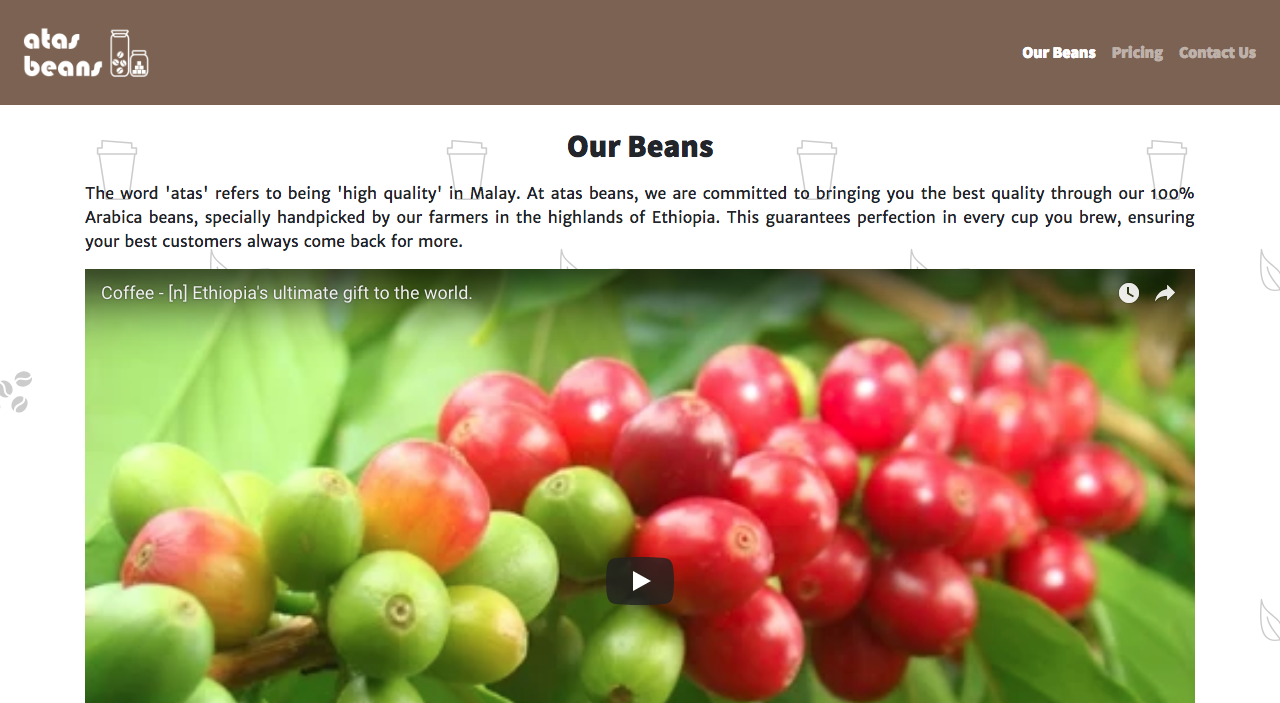 atas
beans
Our Beans Pricing Contact Us
Our Beans
The word 'atas' refers to being 'high quality' in Malay. At atas beans, we are committed to bringing you the best quality through our 100%
Arabica beans, specially handpicked by our farmers in the highlands of Ethiopia. This guarantees perfection in every cup you brew, ensuring
your best customers always come back for more.
Coffee - [n] Ethiopia's ultimate gift to the world.